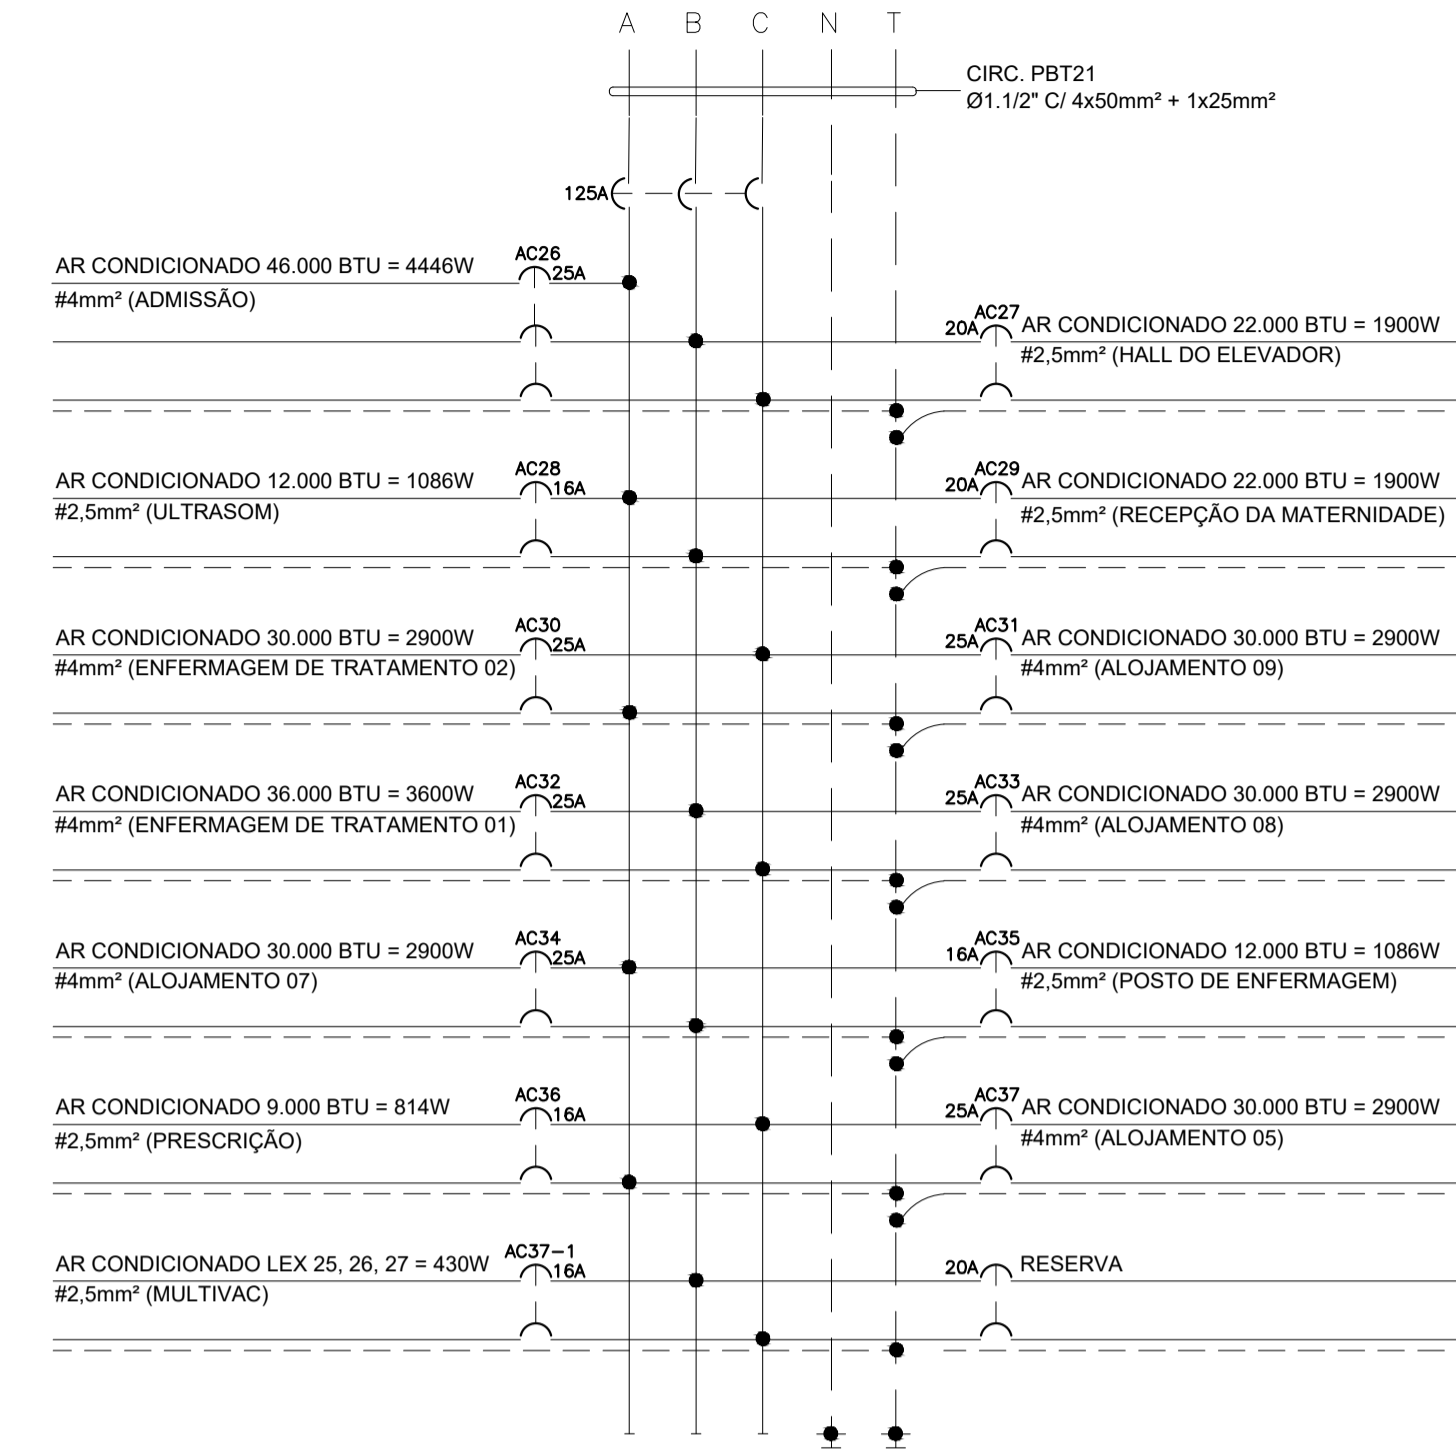 A B C N T
CIRC. PBT21
Ø1.1/2" C/ 4x50mm² + 1x25mm²
125A
AC26
AR CONDICIONADO 46.000 BTU = 4446W 25A
#4mm² (ADMISSÃO)
AC27
20A AR CONDICIONADO 22.000 BTU = 1900W
#2,5mm² (HALL DO ELEVADOR)
AC28
AR CONDICIONADO 12.000 BTU = 1086W 16A
#2,5mm² (ULTRASOM)
AC29
20A AR CONDICIONADO 22.000 BTU = 1900W
#2,5mm² (RECEPÇÃO DA MATERNIDADE)
AC30
AR CONDICIONADO 30.000 BTU = 2900W 25A
#4mm² (ENFERMAGEM DE TRATAMENTO 02)
AC31
25A AR CONDICIONADO 30.000 BTU = 2900W
#4mm² (ALOJAMENTO 09)
AC32
AR CONDICIONADO 36.000 BTU = 3600W 25A
#4mm² (ENFERMAGEM DE TRATAMENTO 01)
AC33
25A AR CONDICIONADO 30.000 BTU = 2900W
#4mm² (ALOJAMENTO 08)
AC34
AR CONDICIONADO 30.000 BTU = 2900W 25A
#4mm² (ALOJAMENTO 07)
AC35
16A AR CONDICIONADO 12.000 BTU = 1086W
#2,5mm² (POSTO DE ENFERMAGEM)
AC36
AR CONDICIONADO 9.000 BTU = 814W 16A
#2,5mm² (PRESCRIÇÃO)
AC37
25A AR CONDICIONADO 30.000 BTU = 2900W
#4mm² (ALOJAMENTO 05)
AC37-1
AR CONDICIONADO LEX 25, 26, 27 = 430W 16A
#2,5mm² (MULTIVAC)
20A RESERVA